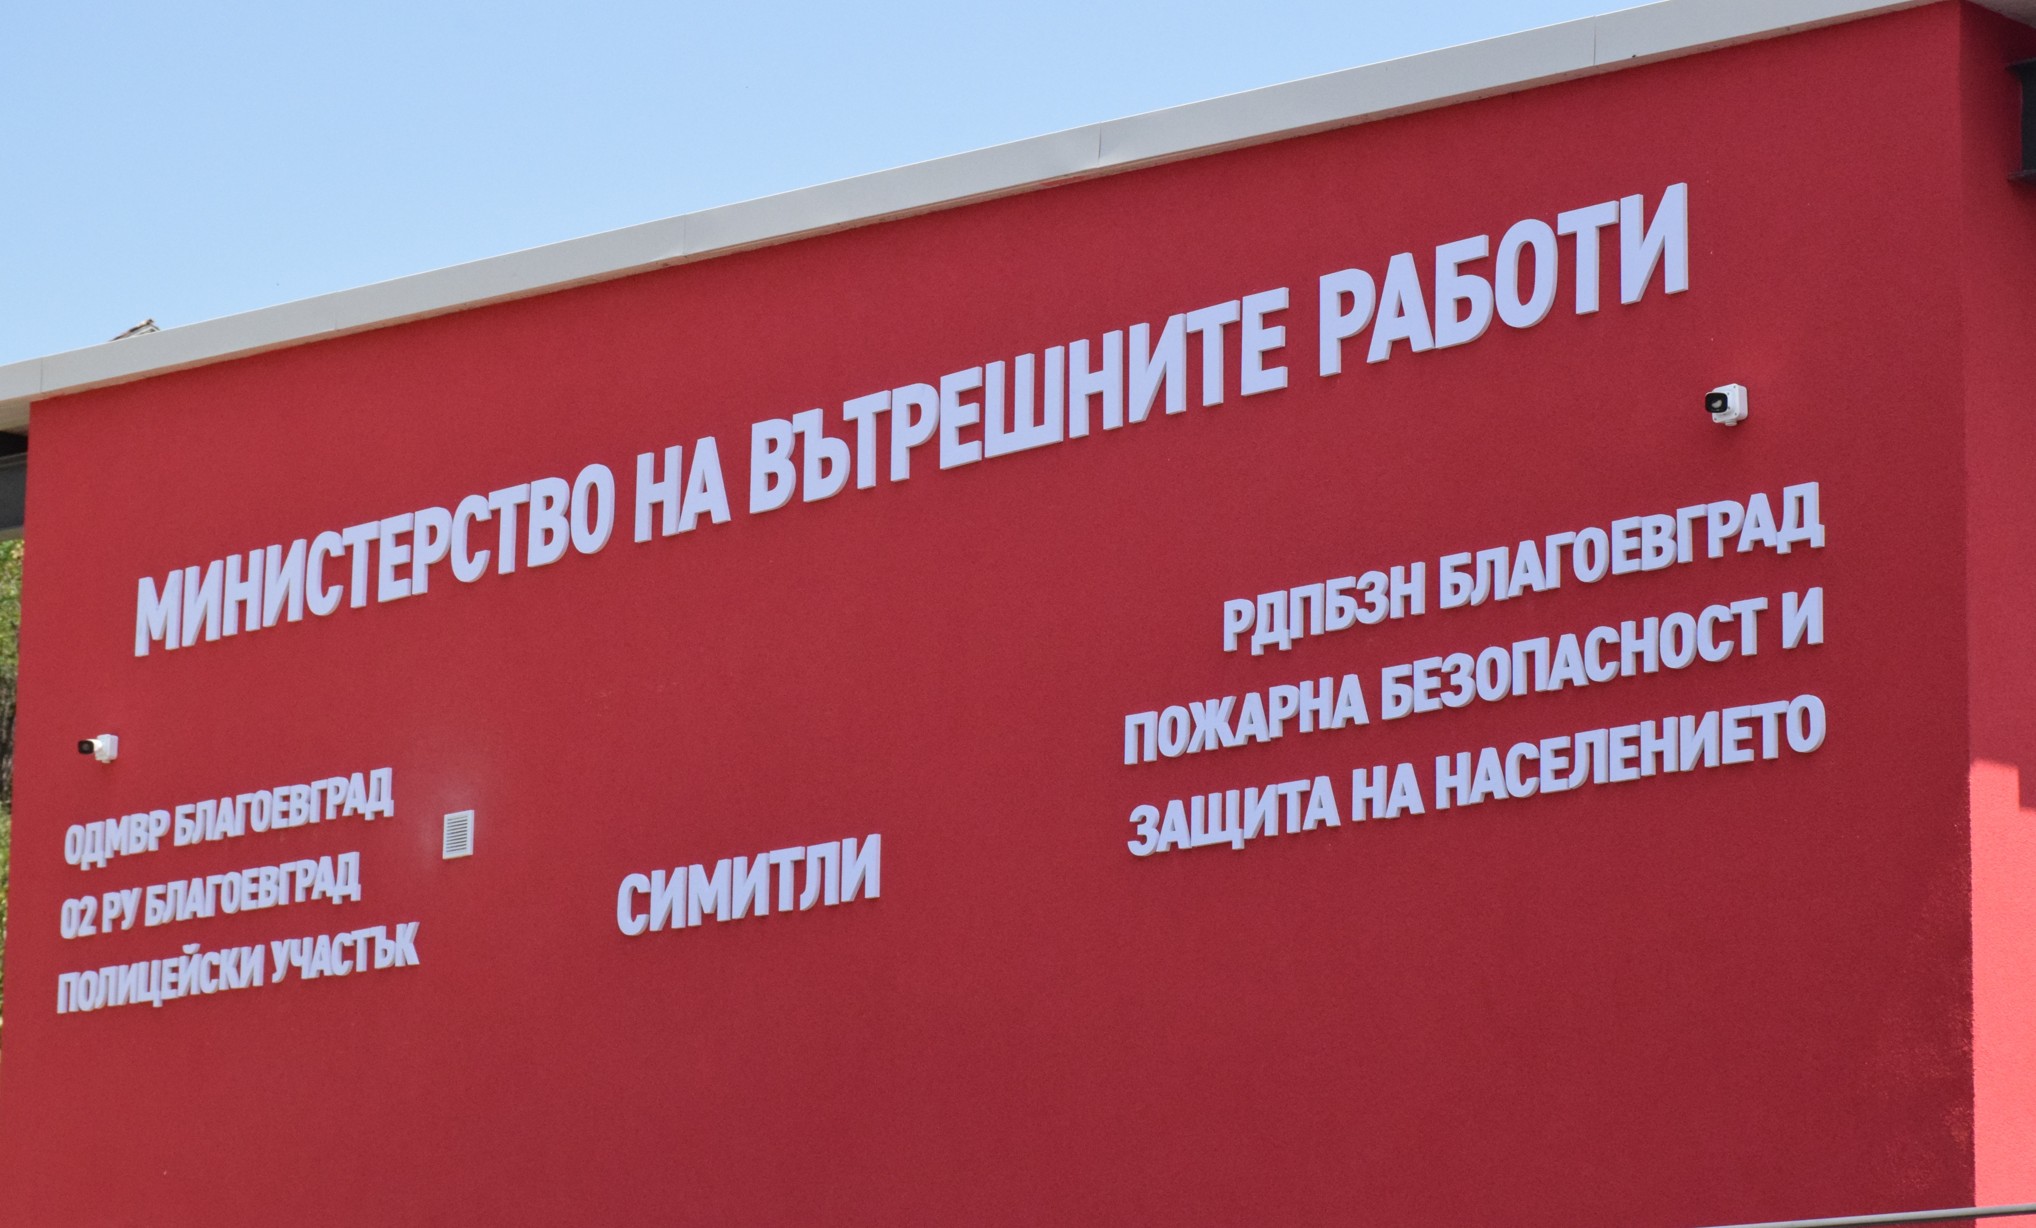 МИНИСТЕРСТВО НА ВЪТРЕШНИТЕ РАБОТИ
ОДМВР БЛАГОЕВГРАД
02 РУ БЛАГОЕВГРАД
ПОЛИЦЕЙСКИ УЧАСТЪК
СИМИТЛИ
РДПБЗН БЛАГОЕВГРАД
ПОЖАРНА БЕЗОПАСНОСТ И
ЗАЩИТА НА НАСЕЛЕНИЕТО